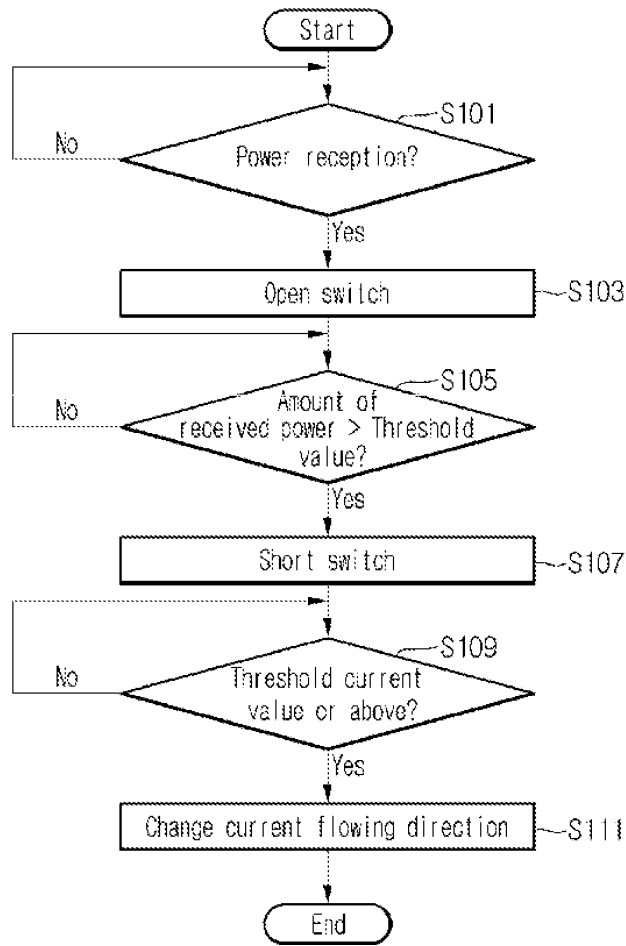 Start
S101
No
Power reception?
Yes
Open switch
S103
S105
No
Amount of
received power > Threshold
value?
Yes
Short switch
S107
S109
No
Threshold current
value or above?
Yes
Change current flowing direction
S111
End